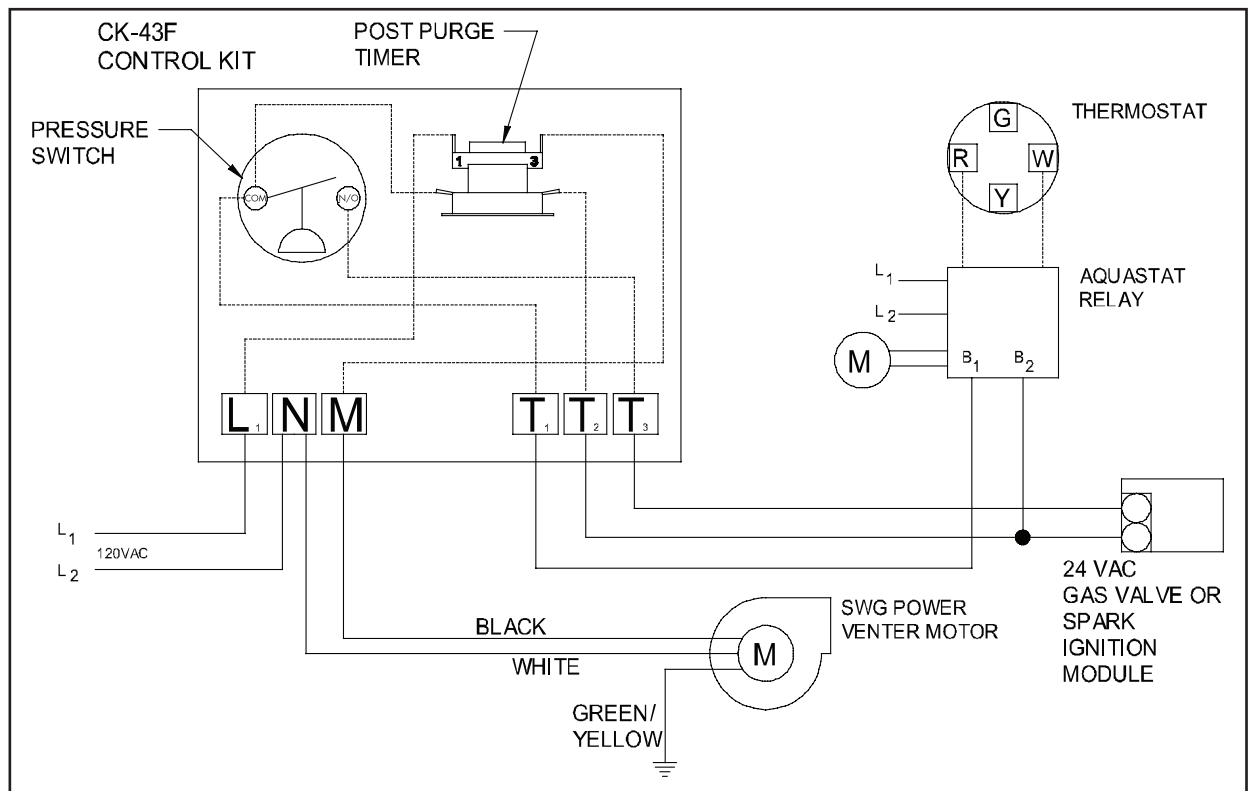 CK-43F
CONTROL KIT
POST PURGE
TIMER
PRESSURE
SWITCH
COM
N/O
1
3
THERMOSTAT
G
R
W
Y
L1
L2
AQUASTAT
RELAY
M
B1
B2
L1
N
M
T1
T2
T3
L1
120VAC
L2
24 VAC
GAS VALVE OR
SPARK
IGNITION
MODULE
SWG POWER
VENTER MOTOR
BLACK
M
WHITE
GREEN/
YELLOW